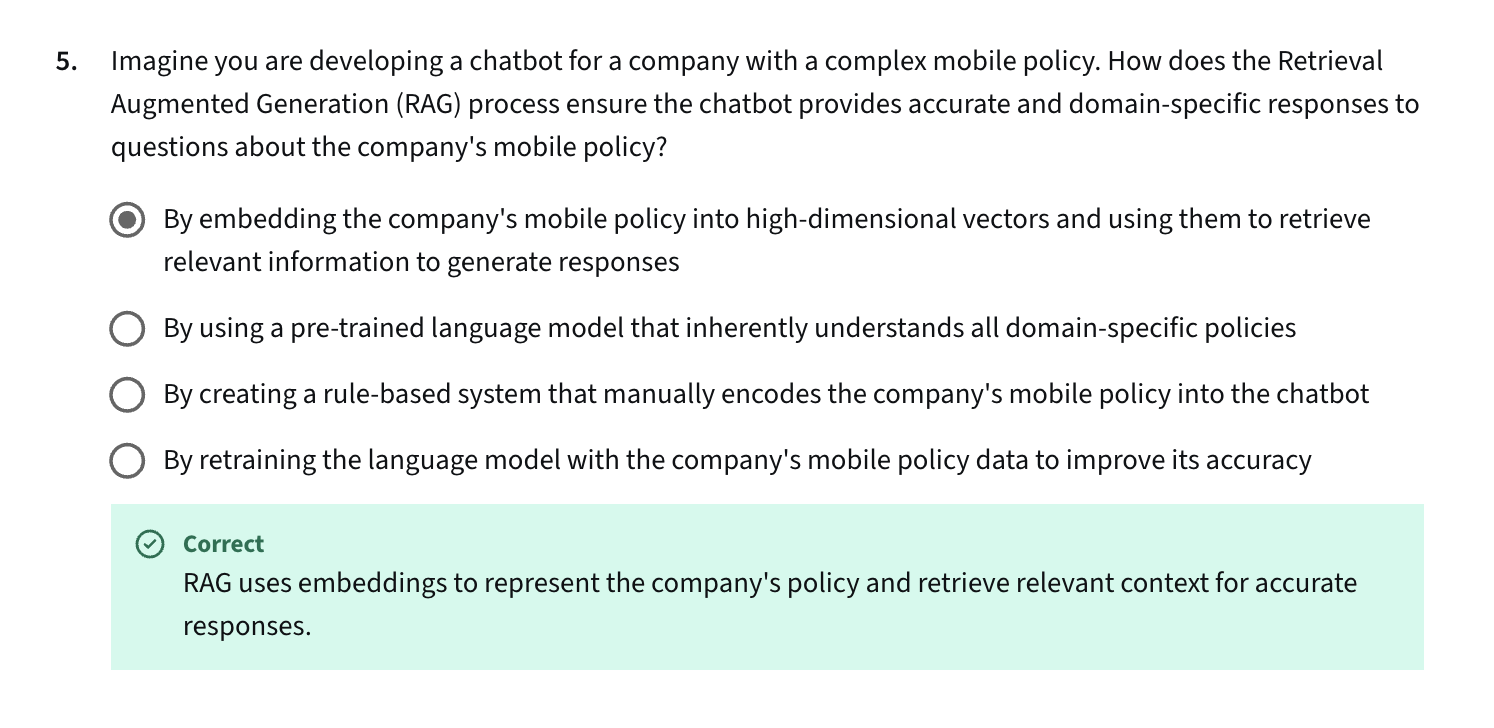 5. Imagine you are developing a chatbot for a company with a complex mobile policy. How does the Retrieval
Augmented Generation (RAG) process ensure the chatbot provides accurate and domain-specific responses to
questions about the company's mobile policy?
By embedding the company's mobile policy into high-dimensional vectors and using them to retrieve
relevant information to generate responses
By using a pre-trained language model that inherently understands all domain-specific policies
By creating a rule-based system that manually encodes the company's mobile policy into the chatbot
By retraining the language model with the company's mobile policy data to improve its accuracy
Correct
RAG uses embeddings to represent the company's policy and retrieve relevant context for accurate
responses.